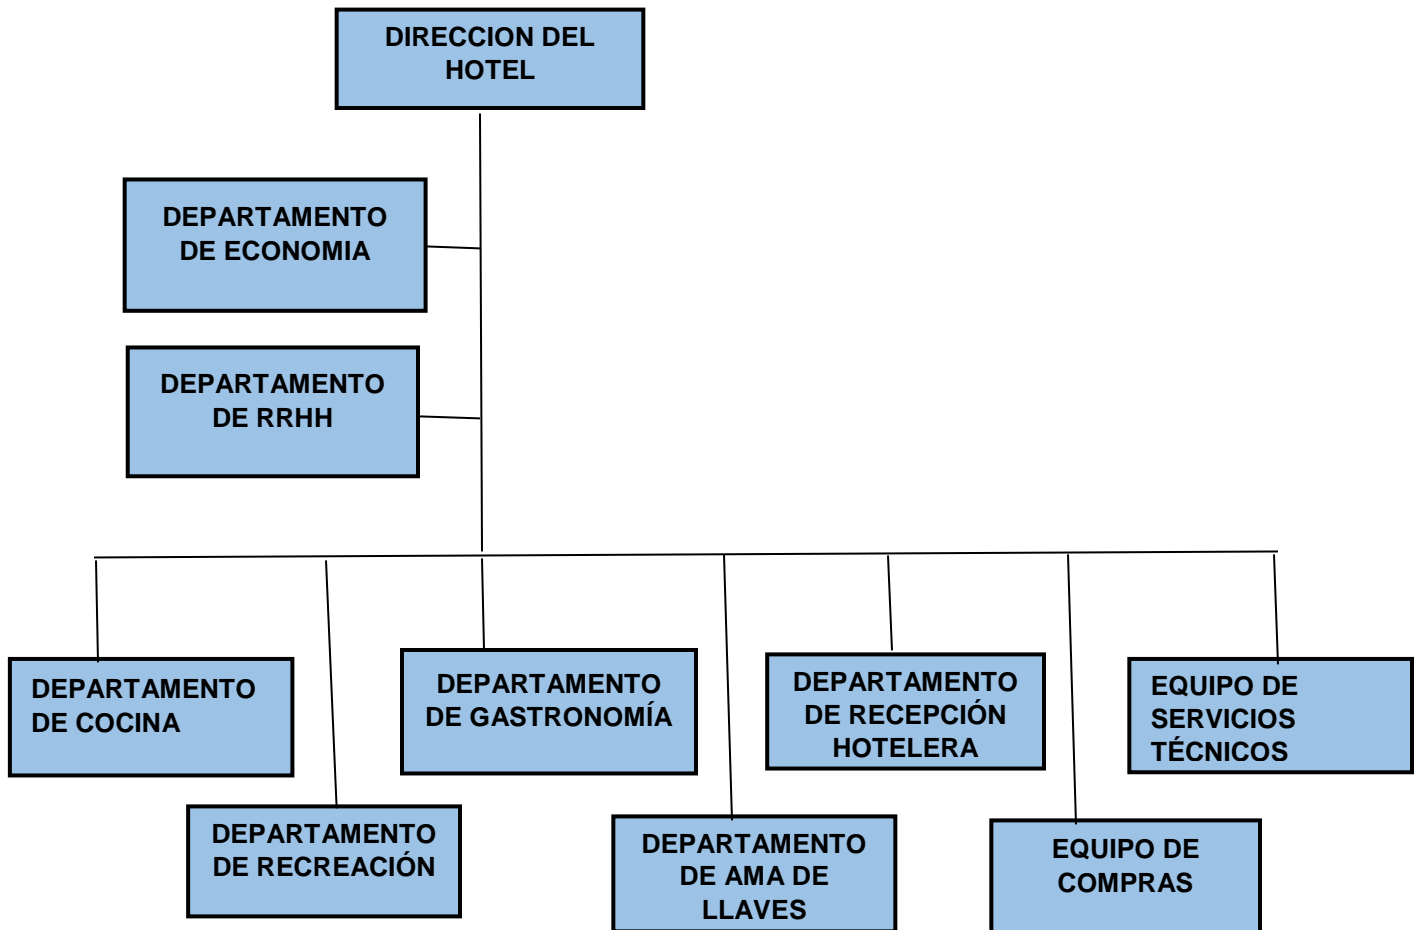 DIRECCION DEL
HOTEL
DEPARTAMENTO
DE ECONOMIA
DEPARTAMENTO
DE RRHH
DEPARTAMENTO
DE COCINA
DEPARTAMENTO
DE GASTRONOMÍA
DEPARTAMENTO
DE RECEPCIÓN
HOTELERA
EQUIPO DE
SERVICIOS
TÉCNICOS
DEPARTAMENTO
DE RECREACIÓN
DEPARTAMENTO
DE AMA DE
LLAVES
EQUIPO DE
COMPRAS